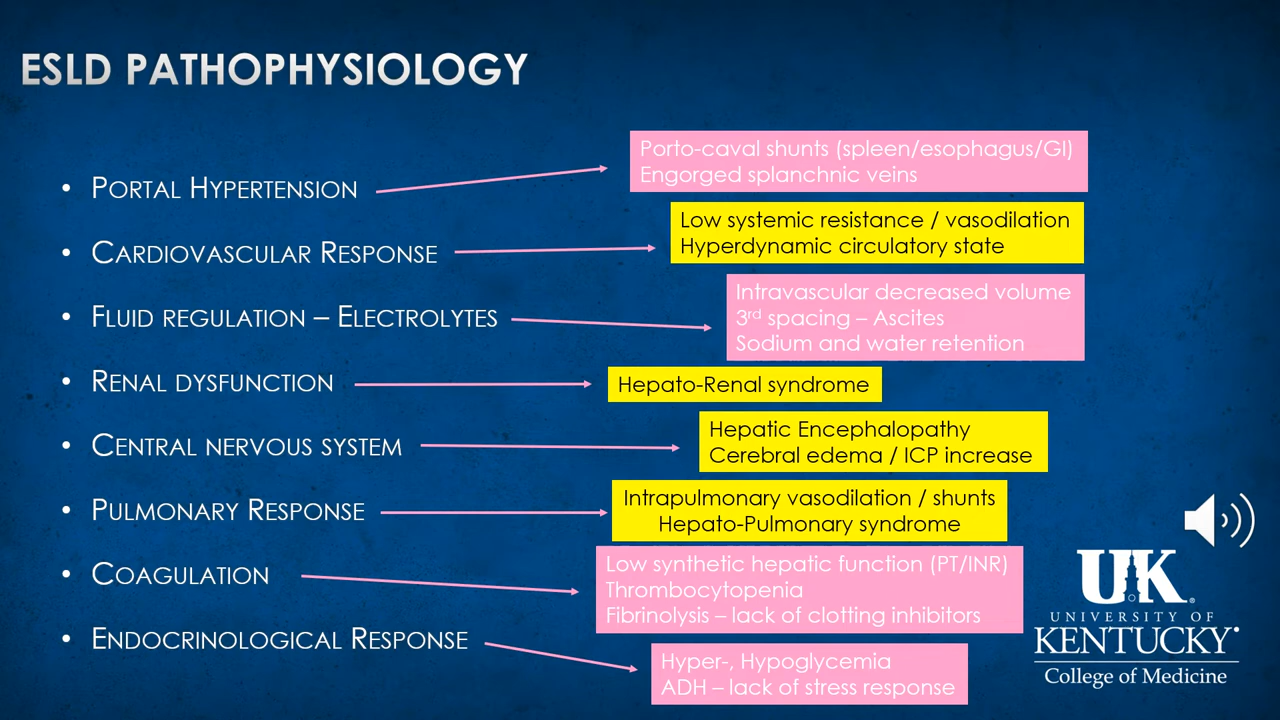 ESLD PATHOPHYSIOLOGY
• PORTAL HYPERTENSION
Porto-caval shunts (spleen/esophagus/GI)
Engorged splanchnic veins
• CARDIOVASCULAR RESPONSE
Low systemic resistance / vasodilation
Hyperdynamic circulatory state
• FLUID REGULATION – ELECTROLYTES
Intravascular decreased volume
3rd spacing – Ascites
Sodium and water retention
• RENAL DYSFUNCTION
Hepato-Renal syndrome
• CENTRAL NERVOUS SYSTEM
Hepatic Encephalopathy
Cerebral edema / ICP increase
• PULMONARY RESPONSE
Intrapulmonary vasodilation / shunts
Hepato-Pulmonary syndrome
• COAGULATION
Low synthetic hepatic function (PT/INR)
Thrombocytopenia
Fibrinolysis – lack of clotting inhibitors
• ENDOCRINOLOGICAL RESPONSE
Hyper-, Hypoglycemia
ADH – lack of stress response
UK®
UNIVERSITY OF
KENTUCKY
College of Medicine